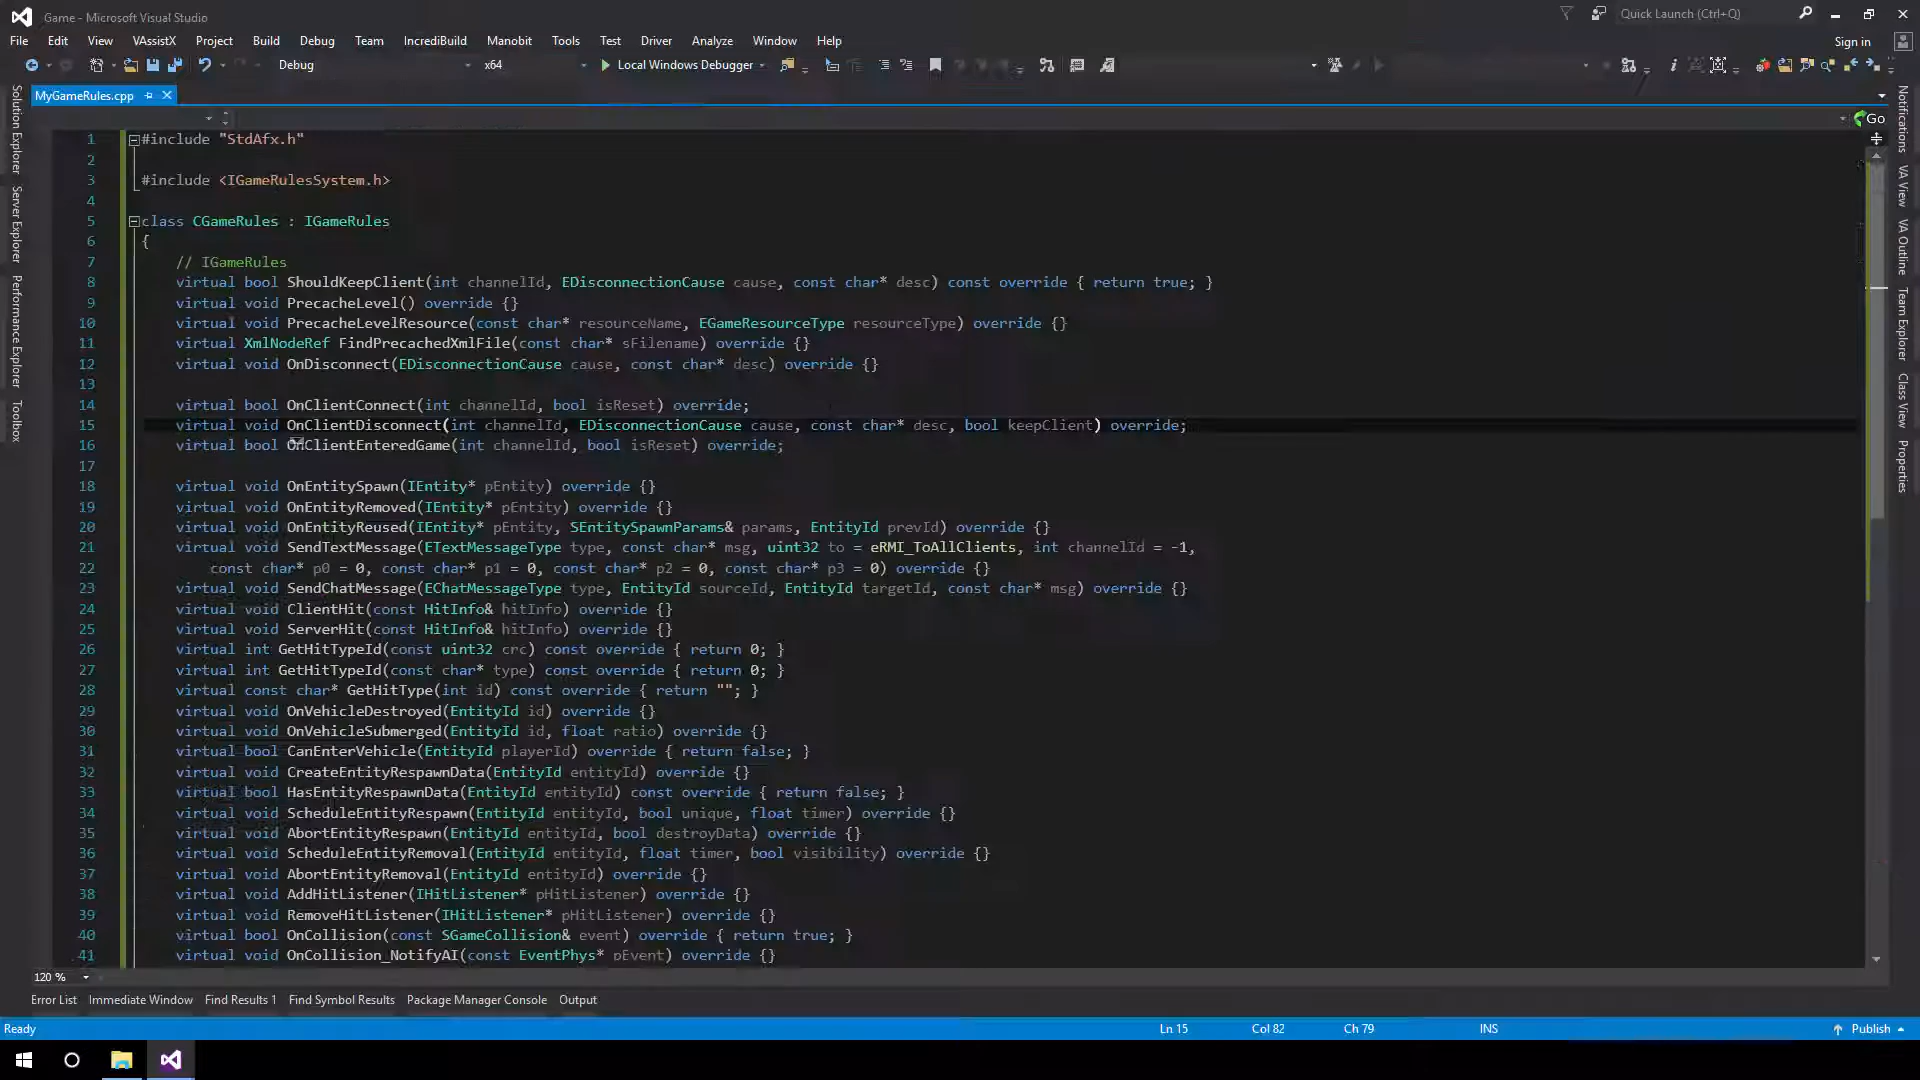 Game - Microsoft Visual Studio
Quick Launch (Ctrl+Q)
File Edit View VAssistX Project Build Debug Team IncrediBuild Manobit Tools Test Driver Analyze Window Help
Sign in
Debug x64 Local Windows Debugger
MyGameRules.cpp
Go
1 #include "StdAfx.h"
2
3 #include <IGameRulesSystem.h>
4
5 class CGameRules : IGameRules
6 {
7 // IGameRules
8 virtual bool ShouldKeepClient(int channelId, EDisconnectionCause cause, const char* desc) const override { return true; }
9 virtual void PrecacheLevel() override {}
10 virtual void PrecacheLevelResource(const char* resourceName, EGameResourceType resourceType) override {}
11 virtual XmlNodeRef FindPrecachedXmlFile(const char* sFilename) override {}
12 virtual void OnDisconnect(EDisconnectionCause cause, const char* desc) override {}
13
14 virtual bool OnClientConnect(int channelId, bool isReset) override;
15 virtual void OnClientDisconnect(int channelId, EDisconnectionCause cause, const char* desc, bool keepClient) override;
16 virtual bool OnClientEnteredGame(int channelId, bool isReset) override;
17
18 virtual void OnEntitySpawn(IEntity* pEntity) override {}
19 virtual void OnEntityRemoved(IEntity* pEntity) override {}
20 virtual void OnEntityReused(IEntity* pEntity, SEntitySpawnParams& params, EntityId prevId) override {}
21 virtual void SendTextMessage(ETextMessageType type, const char* msg, uint32 to = eRMI_ToAllClients, int channelId = -1,
22 const char* p0 = 0, const char* p1 = 0, const char* p2 = 0, const char* p3 = 0) override {}
23 virtual void SendChatMessage(EChatMessageType type, EntityId sourceId, EntityId targetId, const char* msg) override {}
24 virtual void ClientHit(const HitInfo& hitInfo) override {}
25 virtual void ServerHit(const HitInfo& hitInfo) override {}
26 virtual int GetHitTypeId(const uint32 crc) const override { return 0; }
27 virtual int GetHitTypeId(const char* type) const override { return 0; }
28 virtual const char* GetHitType(int id) const override { return ""; }
29 virtual void OnVehicleDestroyed(EntityId id) override {}
30 virtual void OnVehicleSubmerged(EntityId id, float ratio) override {}
31 virtual bool CanEnterVehicle(EntityId playerId) override { return false; }
32 virtual void CreateEntityRespawnData(EntityId entityId) override {}
33 virtual bool HasEntityRespawnData(EntityId entityId) const override { return false; }
34 virtual void ScheduleEntityRespawn(EntityId entityId, bool unique, float timer) override {}
35 virtual void AbortEntityRespawn(EntityId entityId, bool destroyData) override {}
36 virtual void ScheduleEntityRemoval(EntityId entityId, float timer, bool visibility) override {}
37 virtual void AbortEntityRemoval(EntityId entityId) override {}
38 virtual void AddHitListener(IHitListener* pHitListener) override {}
39 virtual void RemoveHitListener(IHitListener* pHitListener) override {}
40 virtual bool OnCollision(const SGameCollision& event) override { return true; }
41 virtual void OnCollision_NotifyAI(const EventPhys* pEvent) override {}
Solution Explorer
Server Explorer
Performance Explorer
Toolbox
Notifications
VA View
VA Outline
Team Explorer
Class View
Properties
120 %
Error List Immediate Window Find Results 1 Find Symbol Results Package Manager Console Output
Ready Ln 15 Col 82 Ch 79 INS Publish